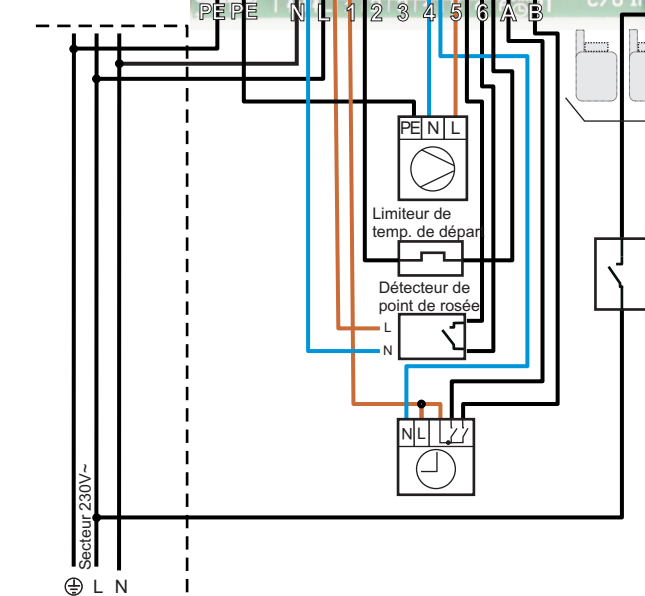 PE PE N L 1 2 3 4 5 6 A B
PE N L
Limiteur de
temp. de dépar
Détecteur de
point de rosée
L
N
N L
Secteur 230V~
L N